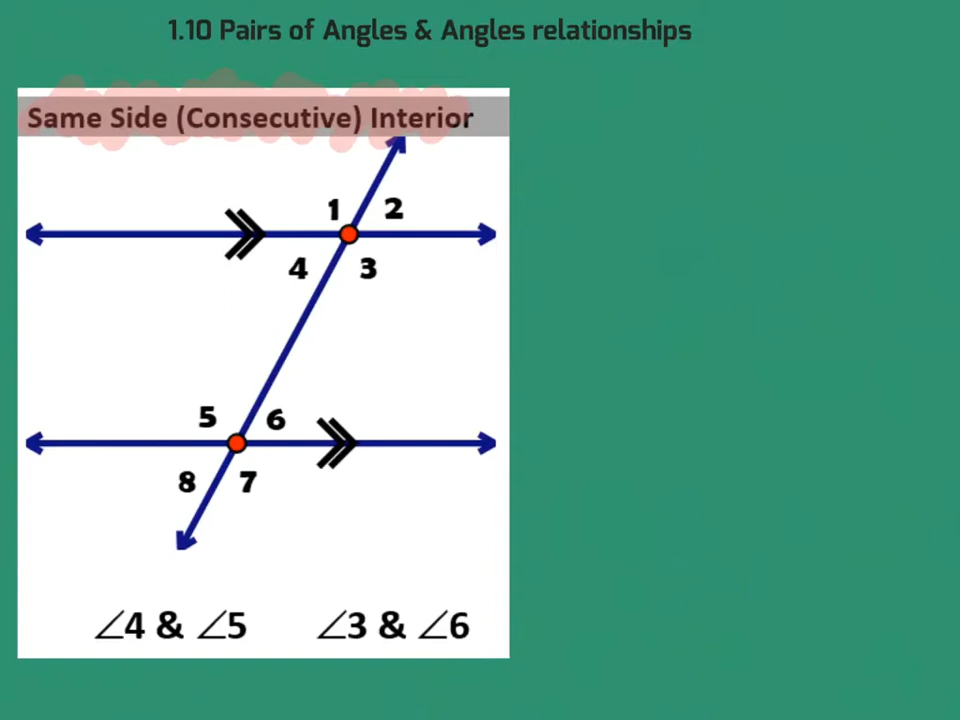 1.10 Pairs of Angles & Angles relationships
Same Side (Consecutive) Interior
1 2
4 3
5 6
8 7
∠4 & ∠5 ∠3 & ∠6